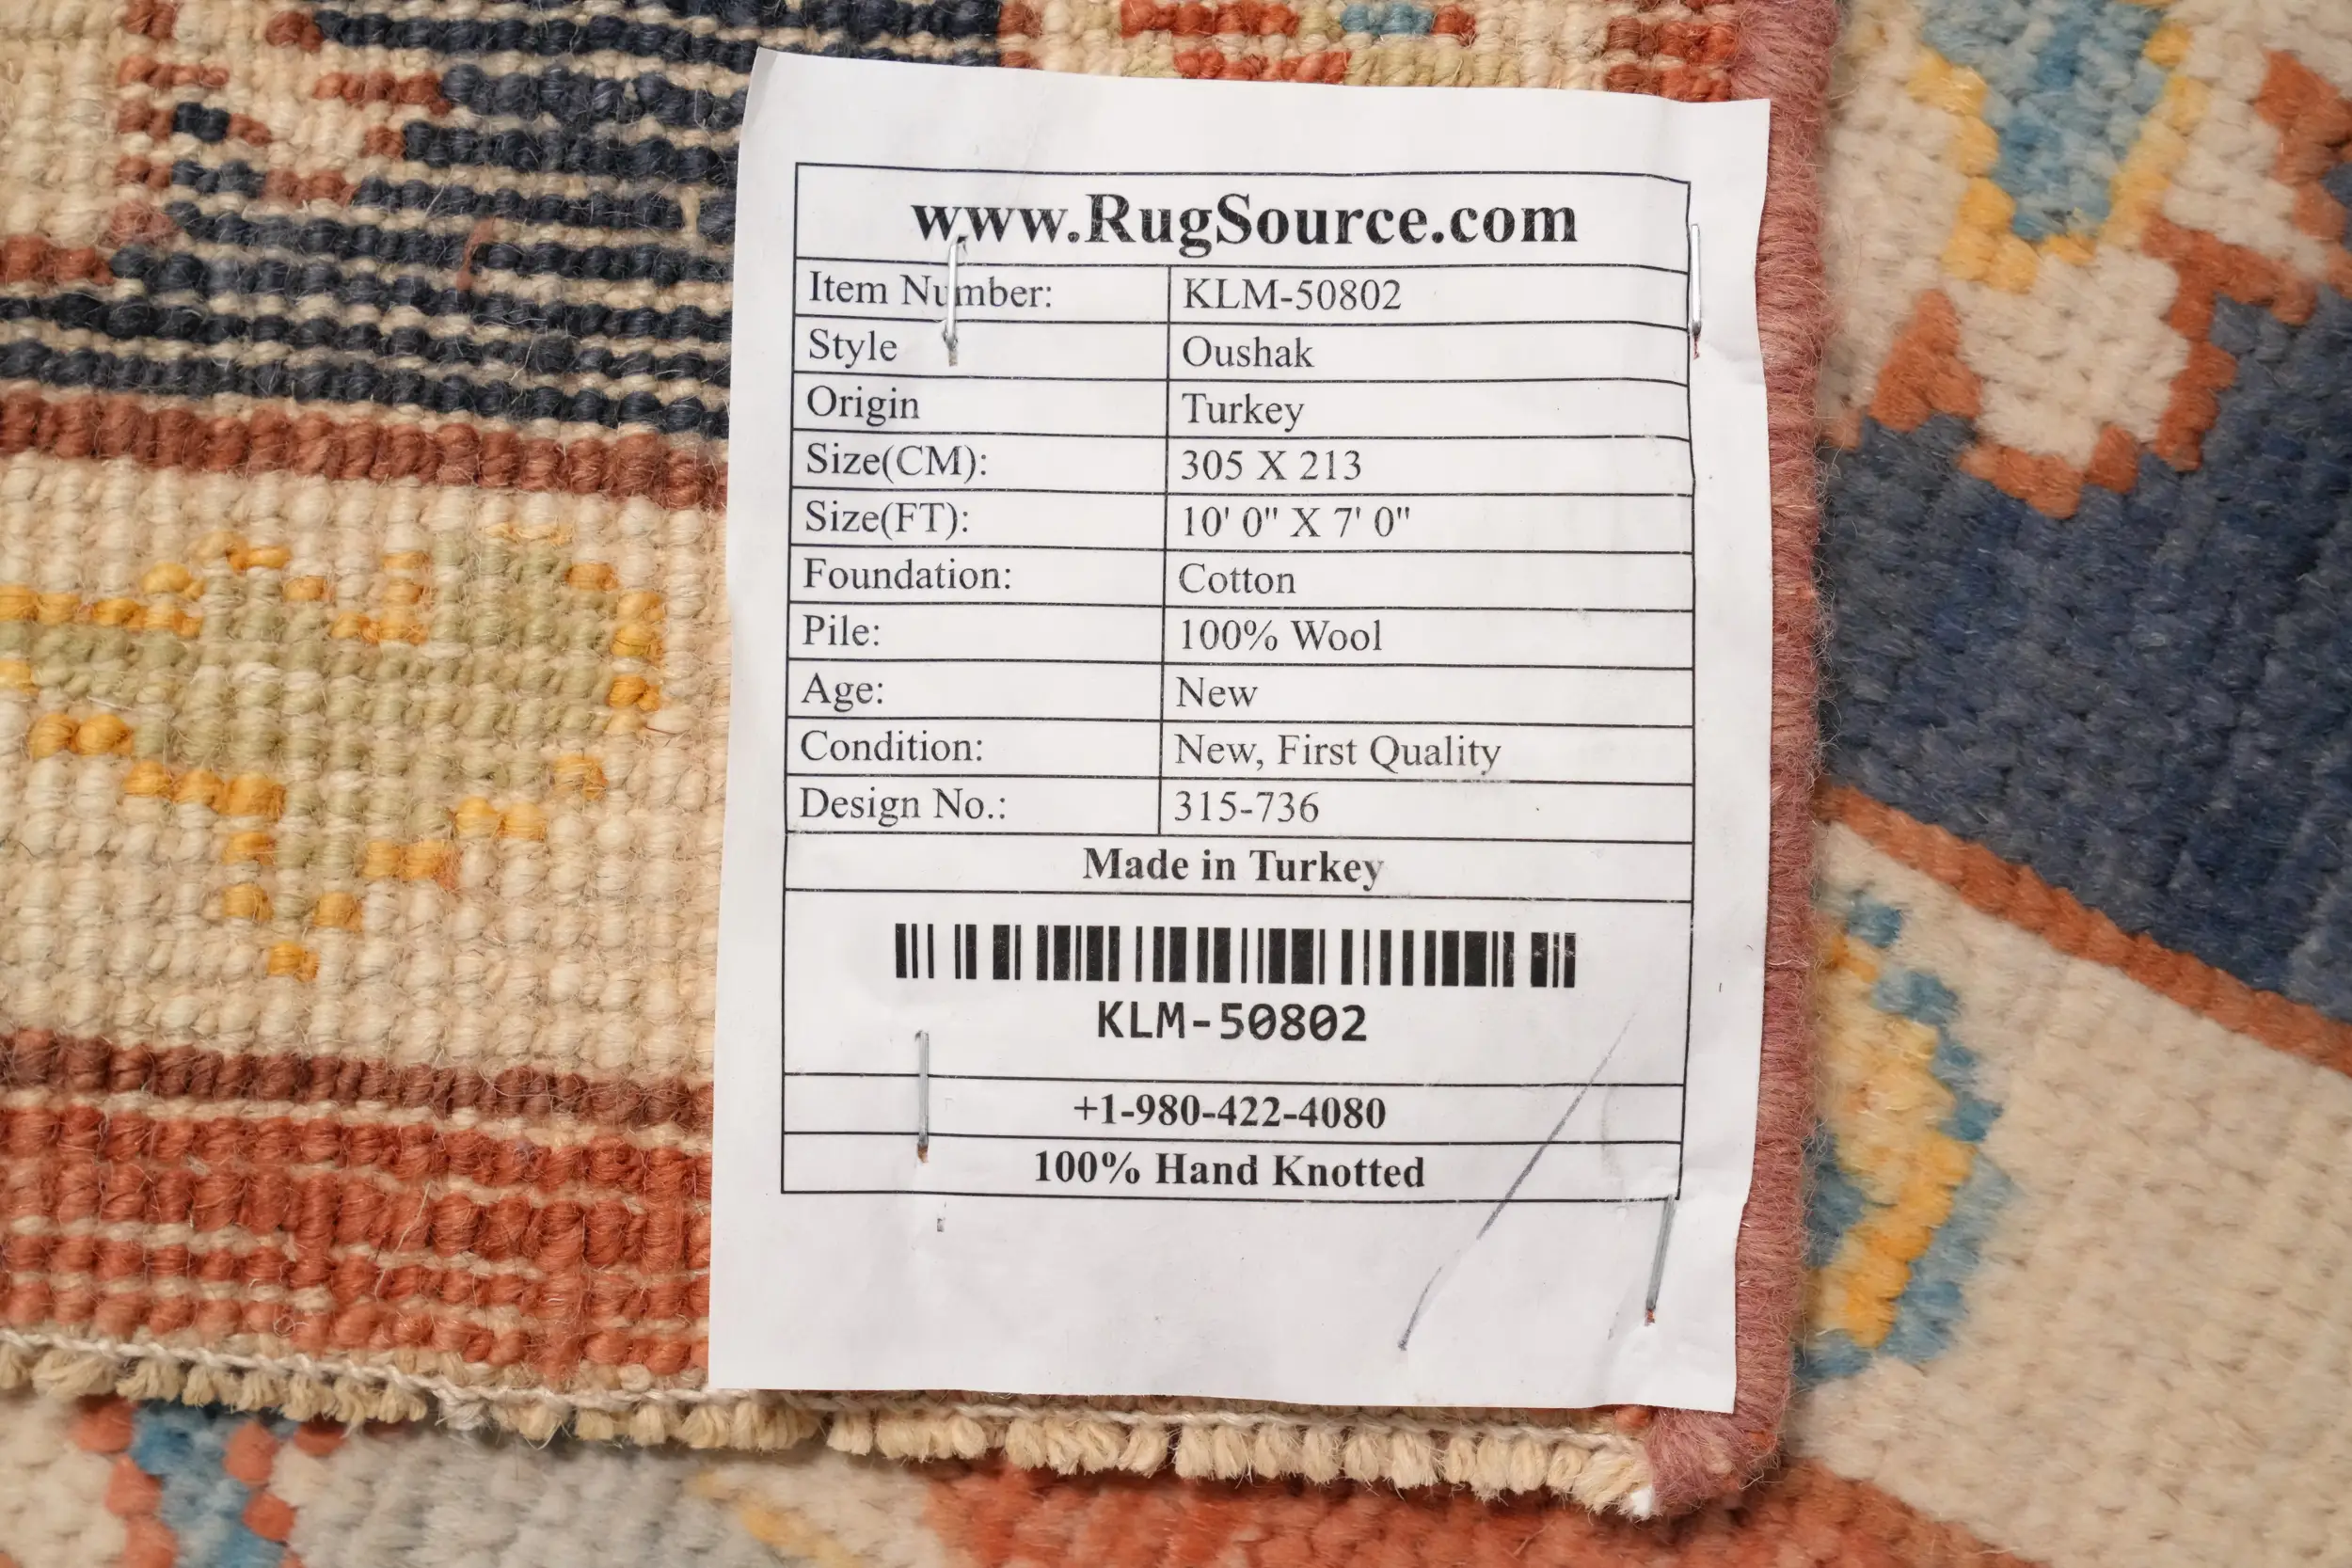 www.RugSource.com
Item Number: KLM-50802
Style Oushak
Origin Turkey
Size(CM): 305 X 213
Size(FT): 10' 0" X 7' 0"
Foundation: Cotton
Pile: 100% Wool
Age: New
Condition: New, First Quality
Design No.: 315-736
Made in Turkey
KLM-50802
+1-980-422-4080
100% Hand Knotted